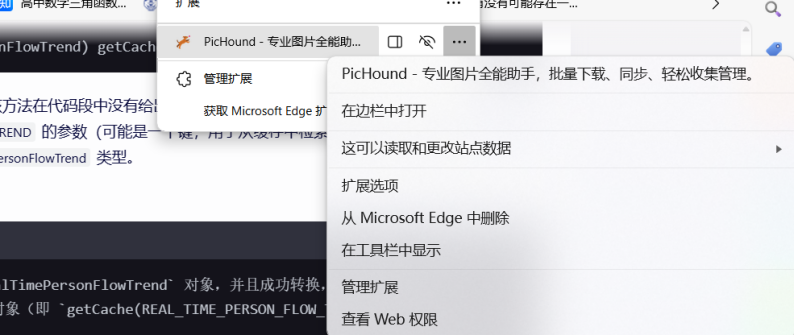 高中数学三角函数...
扩展
没有可能存在一...
PicHound - 专业图片全能助...
管理扩展
获取 Microsoft Edge 扩
PicHound - 专业图片全能助手，批量下载、同步、轻松收集管理。
在边栏中打开
这可以读取和更改站点数据
扩展选项
从 Microsoft Edge 中删除
在工具栏中显示
管理扩展
查看 Web 权限
nFlowTrend) getCache
方法在代码段中没有给出
REND 的参数（可能是一个键，用于从缓存中检索
ersonFlowTrend 类型。
alTimePersonFlowTrend` 对象，并且成功转换，
对象（即 `getCache(REAL_TIME_PERSON_FLOW_